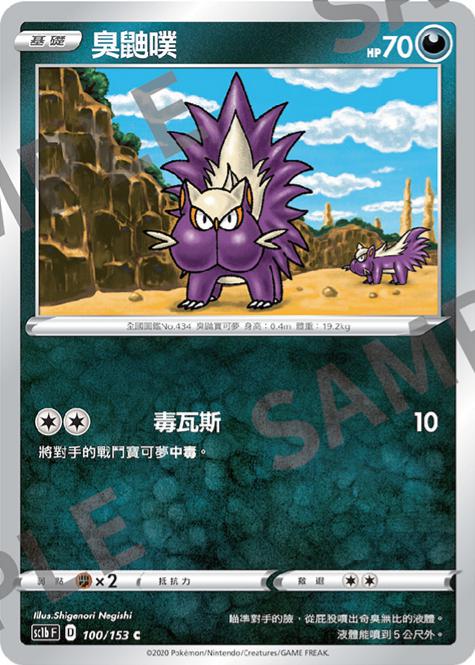 基礎 臭鼬噗 HP70
全國圖鑑No.434 臭鼬寶可夢 身高：0.4m 體重：19.2kg
毒瓦斯 10
將對手的戰鬥寶可夢中毒。
弱點 ×2 抵抗力 撤退
Illus.Shigenori Negishi
sc1b F D 100/153 C
瞄準對手的臉，從屁股噴出奇臭無比的液體。
液體能噴到５公尺外。
©2020 Pokémon/Nintendo/Creatures/GAME FREAK.
SAMPLE
SAMPLE
SAMPLE
SAMPLE